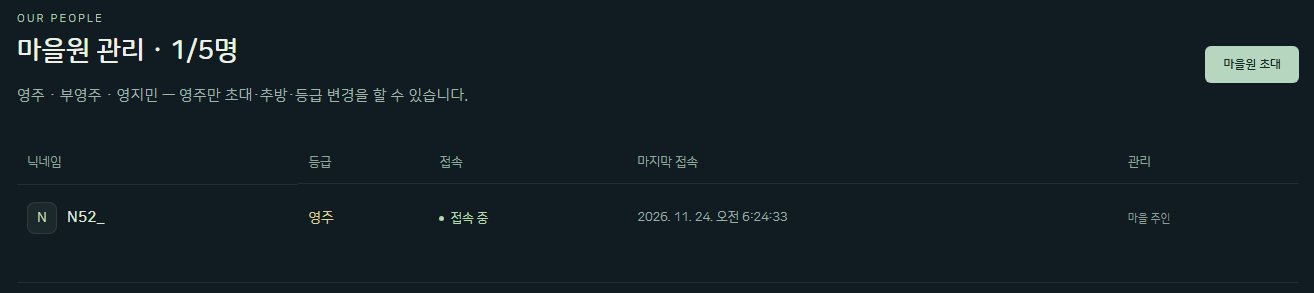 OUR PEOPLE
마을원 관리 · 1/5명
마을원 초대
영주 · 부영주 · 영지민 — 영주만 초대·추방·등급 변경을 할 수 있습니다.
닉네임 등급 접속 마지막 접속 관리
N N52_ 영주 접속 중 2026. 11. 24. 오전 6:24:33 마을 주인